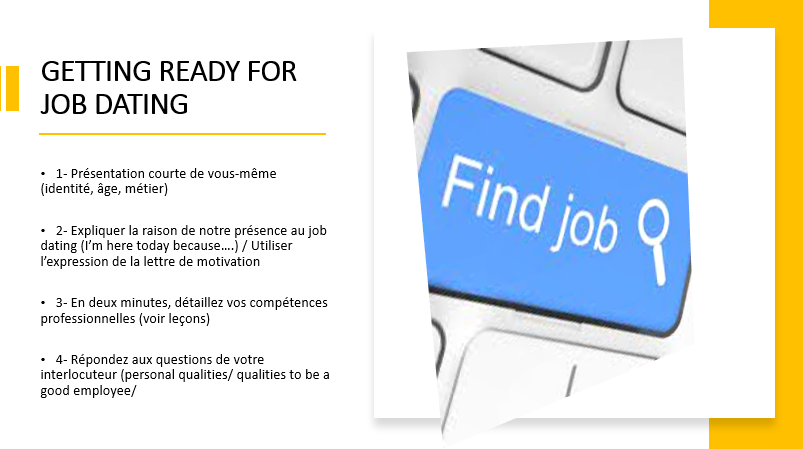 GETTING READY FOR
JOB DATING
• 1- Présentation courte de vous-même
(identité, âge, métier)
• 2- Expliquer la raison de notre présence au job
dating (I'm here today because....) / Utiliser
l'expression de la lettre de motivation
• 3- En deux minutes, détaillez vos compétences
professionnelles (voir leçons)
• 4- Répondez aux questions de votre
interlocuteur (personal qualities/ qualities to be a
good employee/
Find job